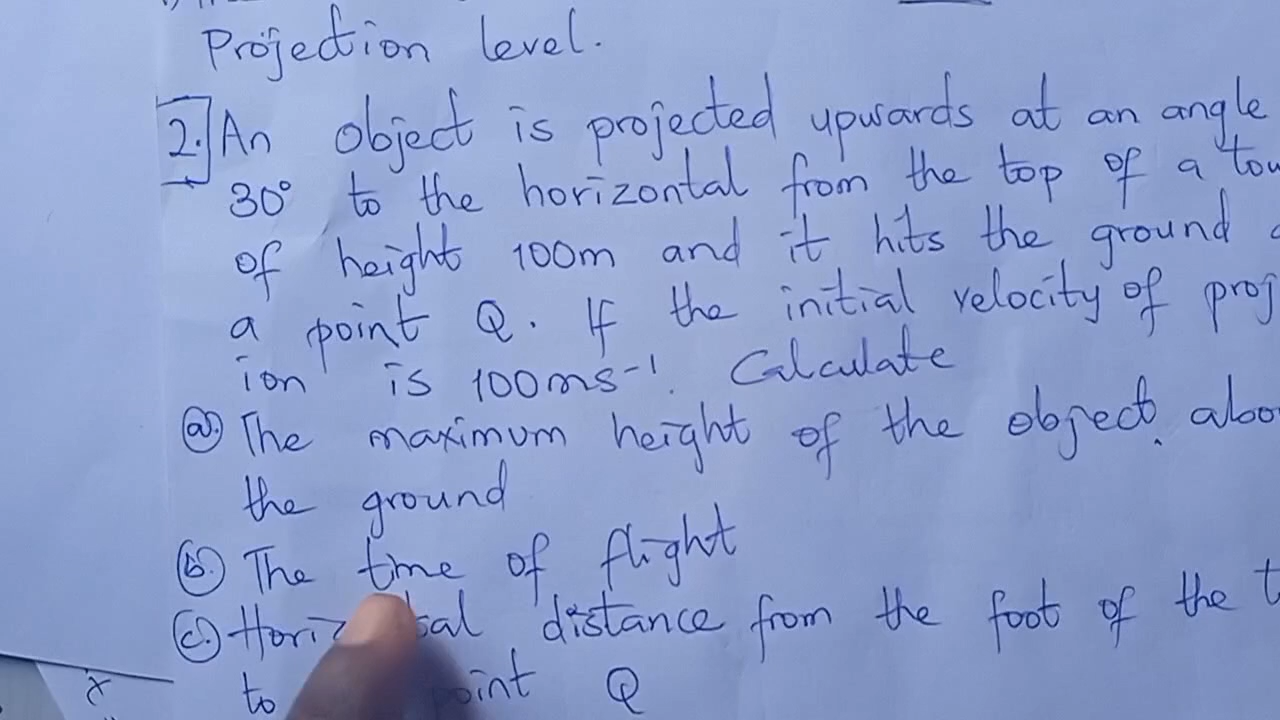 Projection level.
2. An object is projected upwards at an angle
30° to the horizontal from the top of a tow
of height 100m and it hits the ground
a point Q. If the initial velocity of proj
ion is 100ms⁻¹. Calculate
(a). The maximum height of the object above
the ground
(b). The time of flight
(c). distance from the foot of the t
to point Q